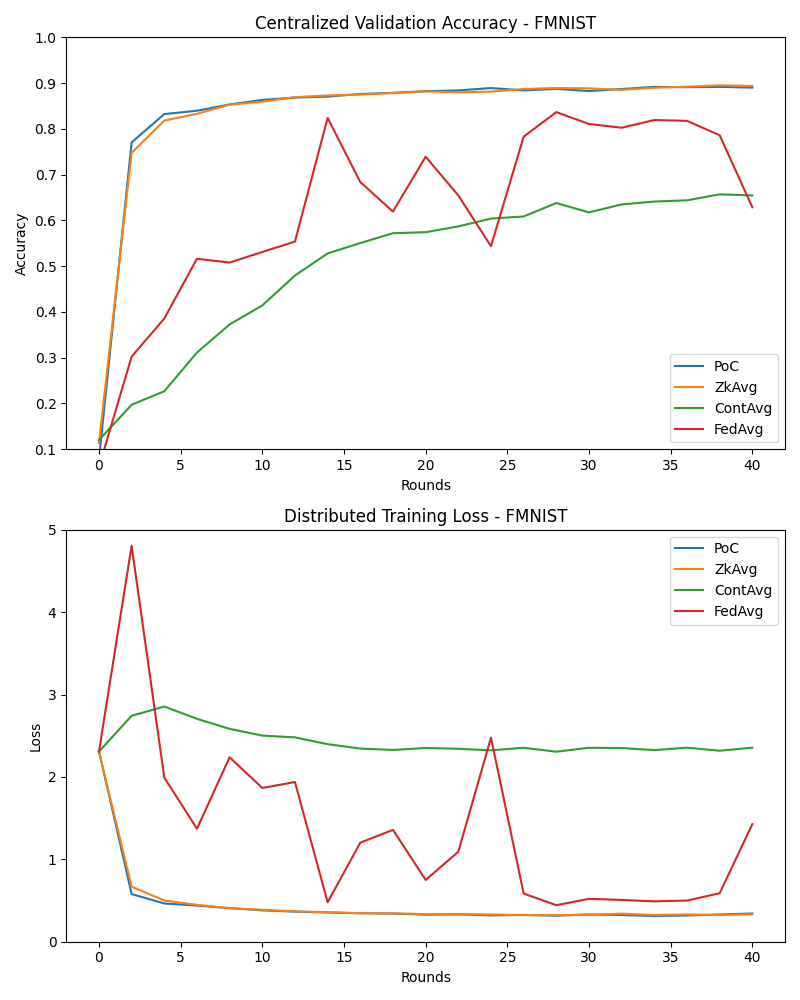 Centralized Validation Accuracy - FMNIST
1.0
0.9
0.8
0.7
0.6
0.5
0.4
0.3
0.2
0.1
Accuracy
PoC
ZkAvg
ContAvg
FedAvg
0 5 10 15 20 25 30 35 40
Rounds
Distributed Training Loss - FMNIST
5
4
3
2
1
0
Loss
PoC
ZkAvg
ContAvg
FedAvg
0 5 10 15 20 25 30 35 40
Rounds